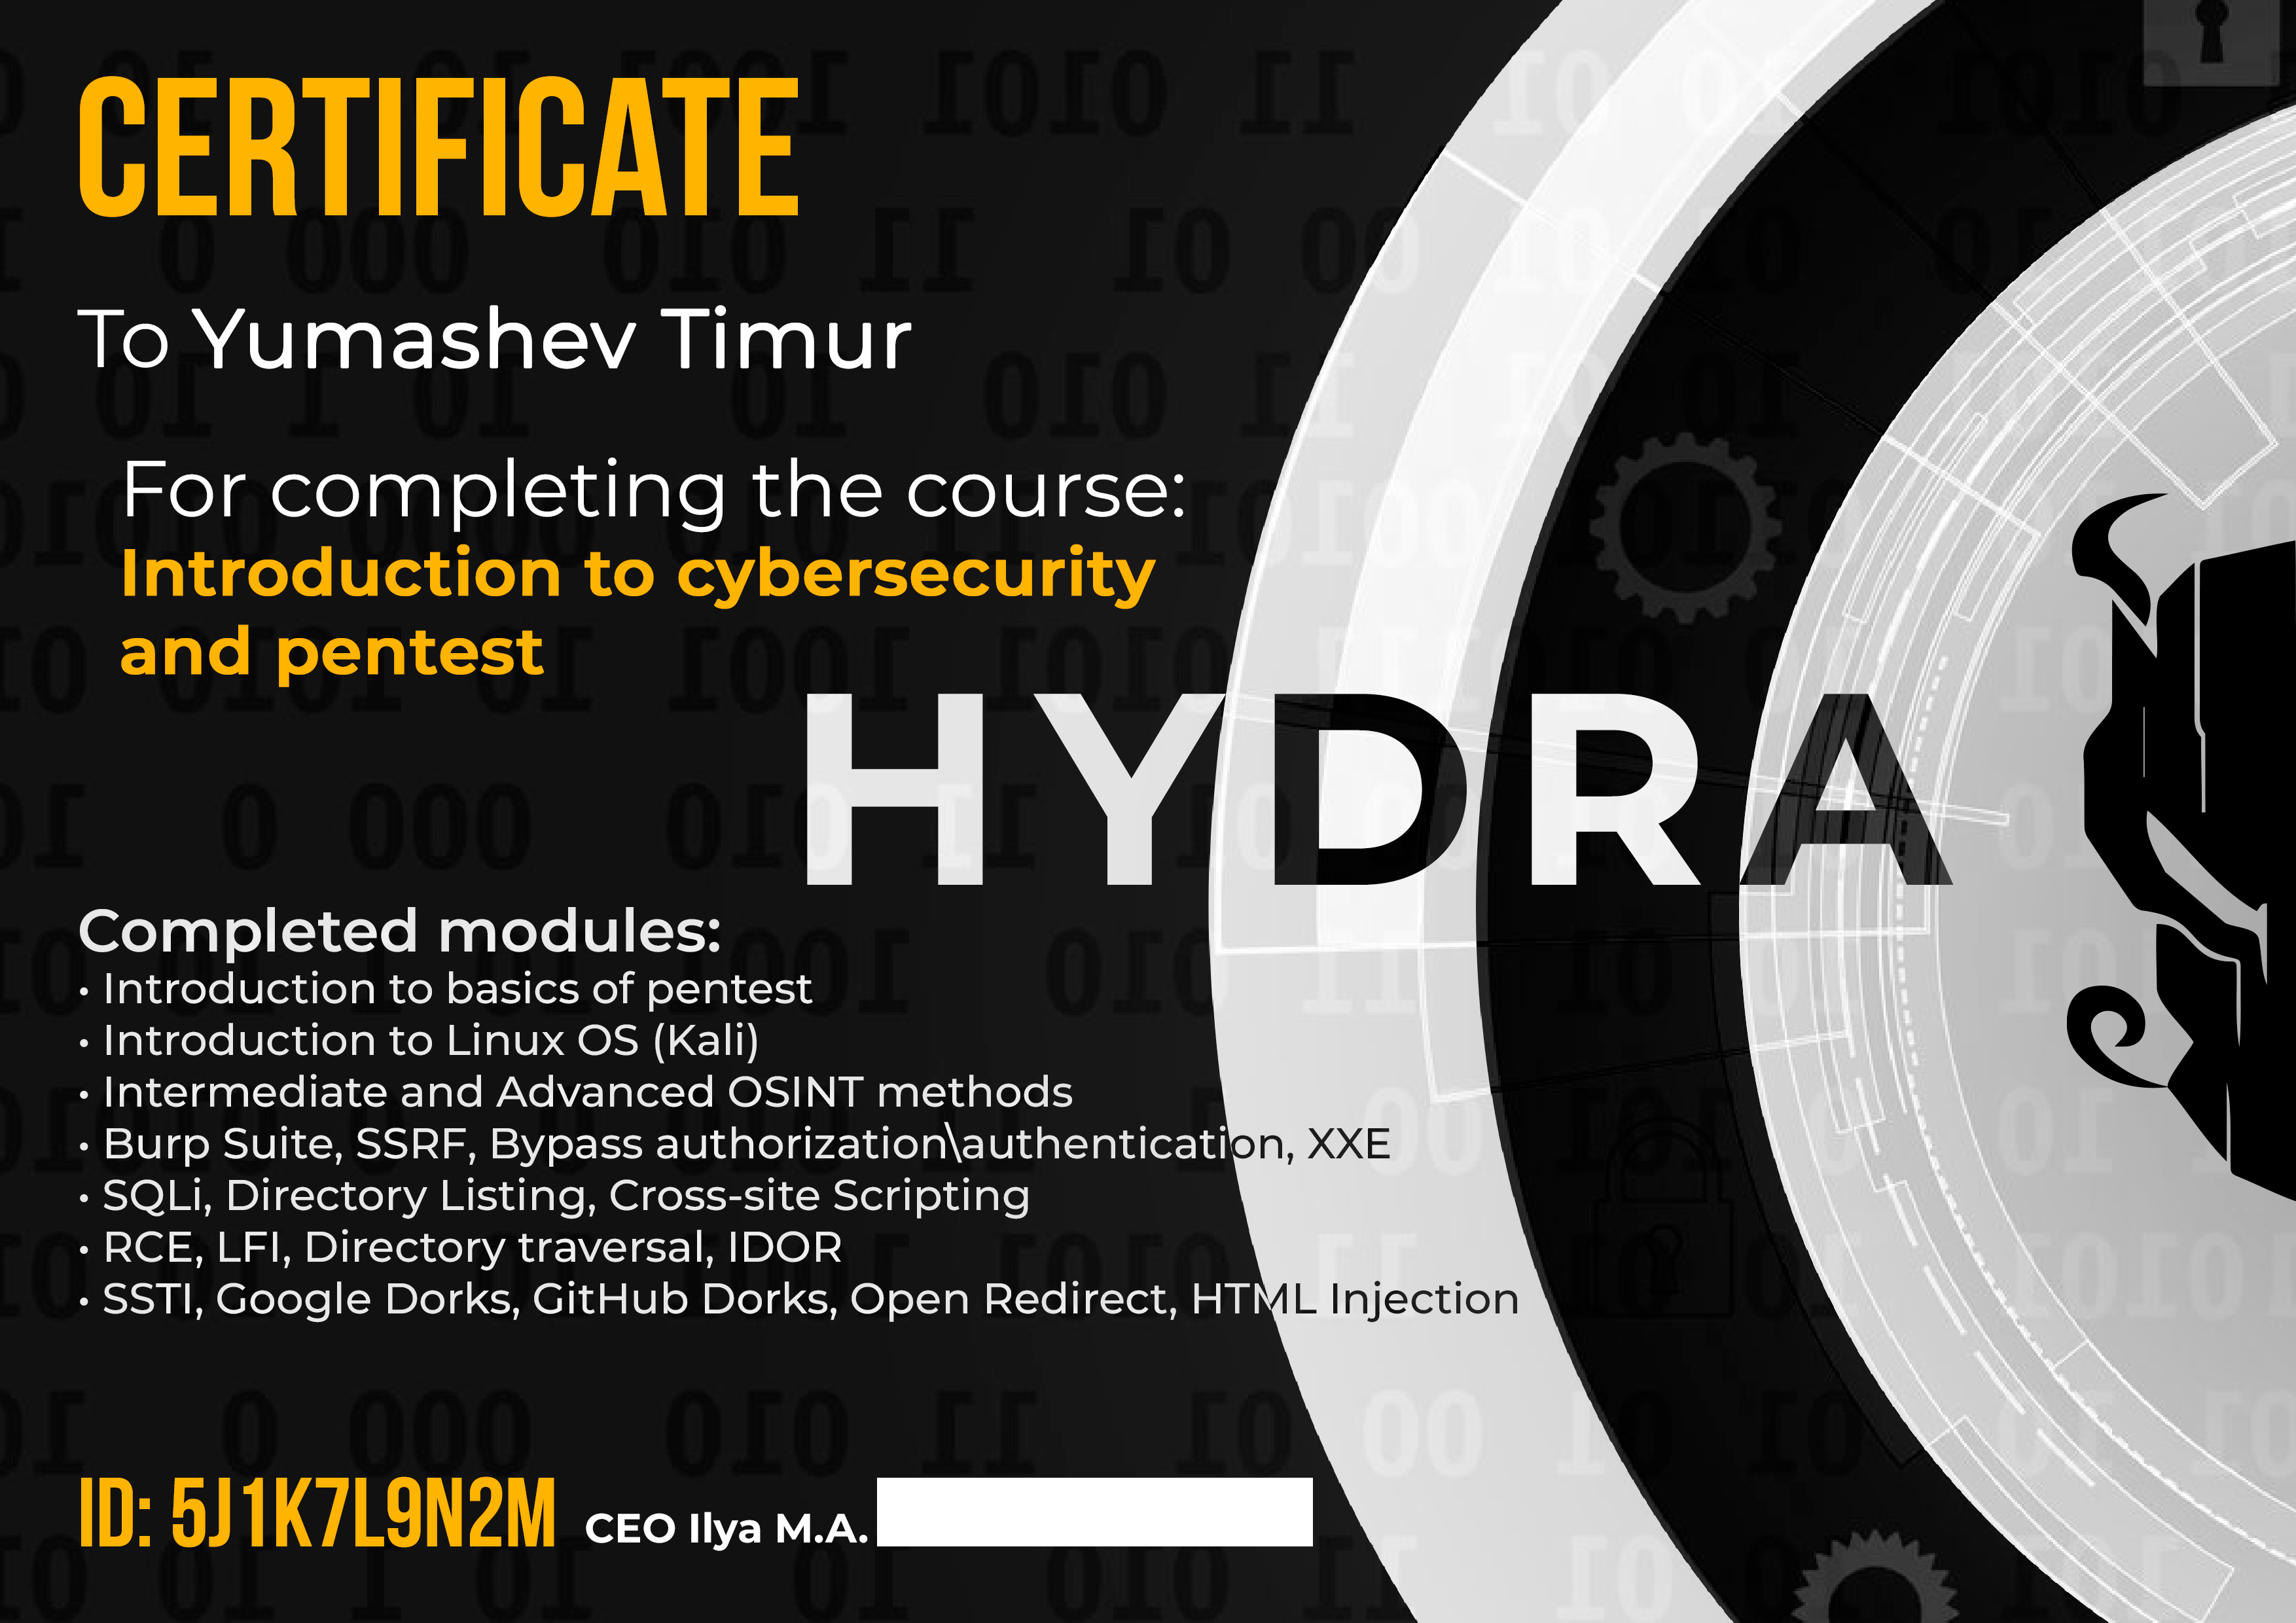 CERTIFICATE
To Yumashev Timur
For completing the course:
Introduction to cybersecurity
and pentest
HYDRA
Completed modules:
• Introduction to basics of pentest
• Introduction to Linux OS (Kali)
• Intermediate and Advanced OSINT methods
• Burp Suite, SSRF, Bypass authorization\authentication, XXE
• SQLi, Directory Listing, Cross-site Scripting
• RCE, LFI, Directory traversal, IDOR
• SSTI, Google Dorks, GitHub Dorks, Open Redirect, HTML Injection
ID: 5J1K7L9N2M CEO Ilya M.A.